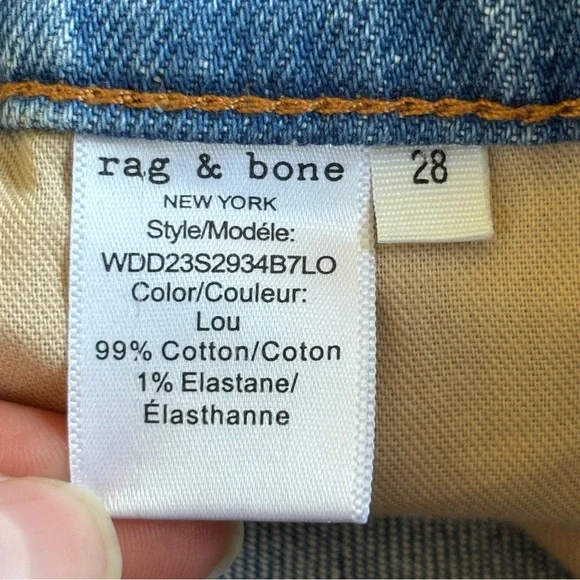 rag & bone
28
NEW YORK
Style/Modéle:
WDD23S2934B7LO
Color/Couleur:
Lou
99% Cotton/Coton
1% Elastane/
Élasthanne